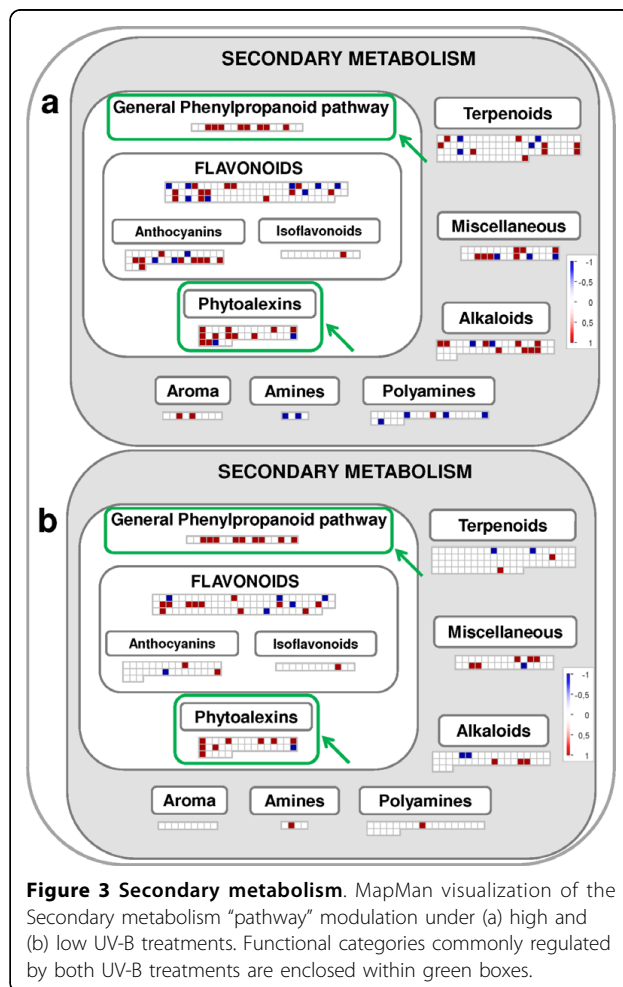 SECONDARY METABOLISM
a
General Phenylpropanoid pathway
Terpenoids
FLAVONOIDS
Anthocyanins
Isoflavonoids
Miscellaneous
-1
-0,5
0
0,5
1
Phytoalexins
Alkaloids
Aroma
Amines
Polyamines
SECONDARY METABOLISM
b
General Phenylpropanoid pathway
Terpenoids
FLAVONOIDS
Anthocyanins
Isoflavonoids
Miscellaneous
-1
-0,5
0
0,5
1
Phytoalexins
Alkaloids
Aroma
Amines
Polyamines
Figure 3 Secondary metabolism. MapMan visualization of the
Secondary metabolism “pathway” modulation under (a) high and
(b) low UV-B treatments. Functional categories commonly regulated
by both UV-B treatments are enclosed within green boxes.